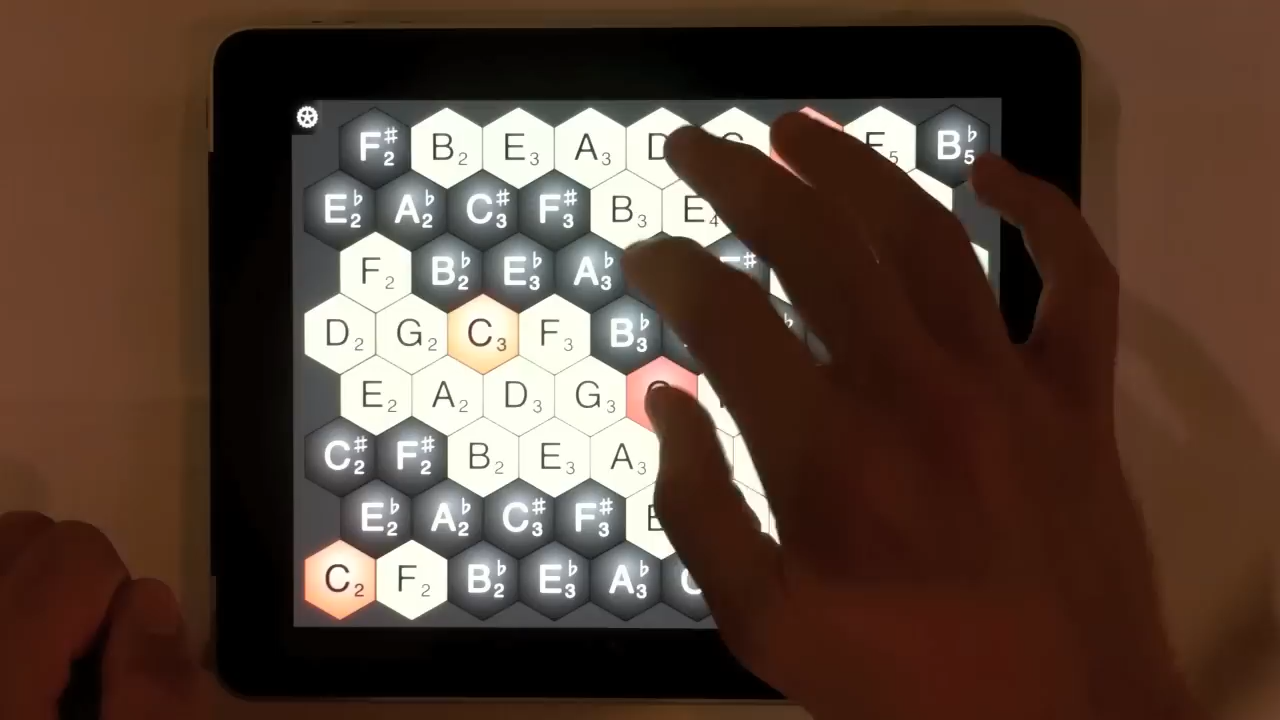 F♯2 B2 E3 A3 D 5 B♭5
E♭2 A♭2 C♯3 F♯3 B3 E4
F2 B♭2 E♭3 A♭3 ♯
D2 G2 C3 F3 B♭3 ♭
E2 A2 D3 G3
C♯2 F♯2 B2 E3 A3
E♭2 A♭2 C♯3 F♯3
C2 F2 B♭2 E♭3 A♭3